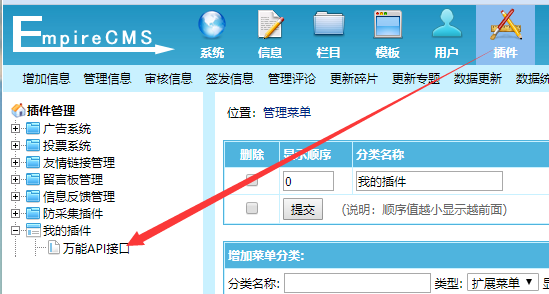 EmpireCMS
系统 信息 栏目 模板 用户 插件
增加信息 管理信息 审核信息 签发信息 管理评论 更新碎片 更新专题 数据更新 数据统
插件管理
广告系统
投票系统
友情链接管理
留言板管理
信息反馈管理
防采集插件
我的插件
万能API接口
位置：管理菜单
删除 显示顺序 分类名称
0 我的插件
提交 (说明：顺序值越小显示越前面)
增加菜单分类:
分类名称: 类型: 扩展菜单 显